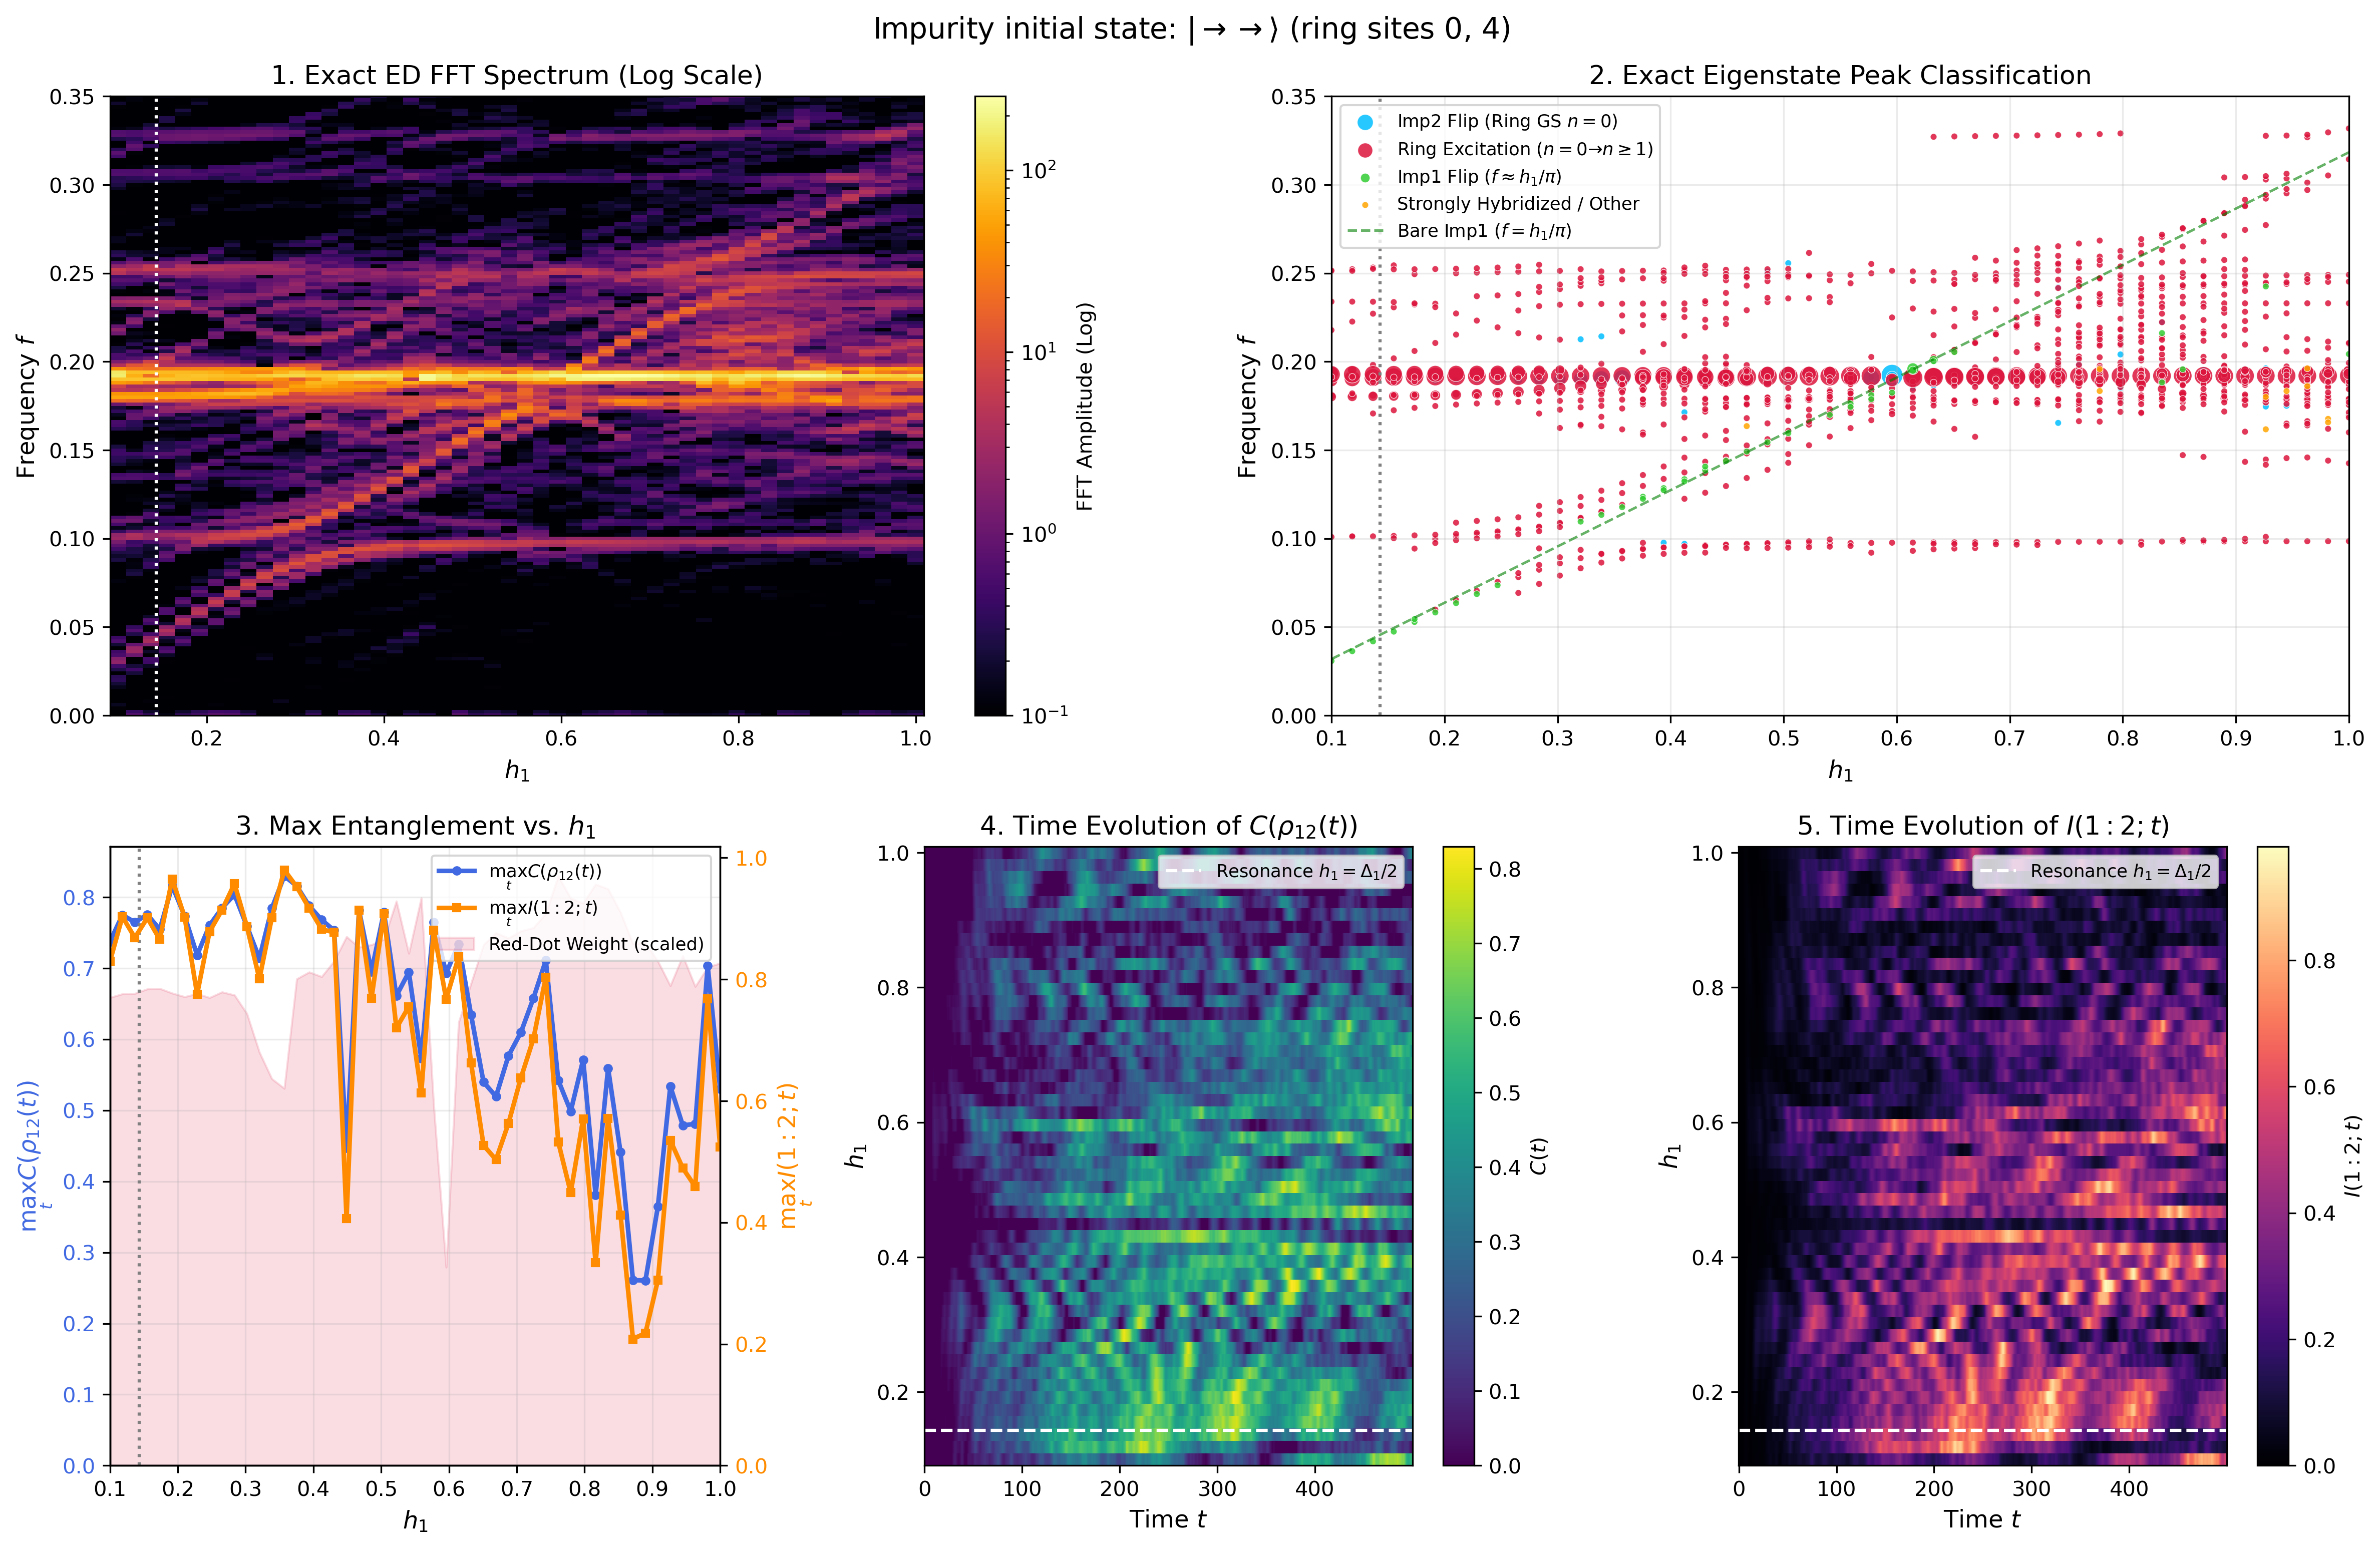 Impurity initial state: |→→⟩ (ring sites 0, 4)
1. Exact ED FFT Spectrum (Log Scale)
Frequency f
0.35
0.30
0.25
0.20
0.15
0.10
0.05
0.00
0.2
0.4
0.6
0.8
1.0
h₁
10²
10¹
10⁰
10⁻¹
FFT Amplitude (Log)
2. Exact Eigenstate Peak Classification
Imp2 Flip (Ring GS n = 0)
Ring Excitation (n = 0→n ≥ 1)
Imp1 Flip (f ≈ h₁/π)
Strongly Hybridized / Other
Bare Imp1 (f = h₁/π)
Frequency f
0.35
0.30
0.25
0.20
0.15
0.10
0.05
0.00
0.1
0.2
0.3
0.4
0.5
0.6
0.7
0.8
0.9
1.0
h₁
3. Max Entanglement vs. h₁
max C(ρ₁₂(t))
t
max I(1 : 2; t)
t
Red-Dot Weight (scaled)
max C(ρ₁₂(t))
t
0.8
0.7
0.6
0.5
0.4
0.3
0.2
0.1
0.0
0.1
0.2
0.3
0.4
0.5
0.6
0.7
0.8
0.9
1.0
h₁
1.0
0.8
0.6
0.4
0.2
0.0
max I(1 : 2; t)
t
4. Time Evolution of C(ρ₁₂(t))
Resonance h₁ = Δ₁/2
h₁
1.0
0.8
0.6
0.4
0.2
0
100
200
300
400
Time t
0.8
0.7
0.6
0.5
0.4
0.3
0.2
0.1
0.0
C(t)
5. Time Evolution of I(1 : 2; t)
Resonance h₁ = Δ₁/2
h₁
1.0
0.8
0.6
0.4
0.2
0
100
200
300
400
Time t
0.8
0.6
0.4
0.2
0.0
I(1 : 2; t)